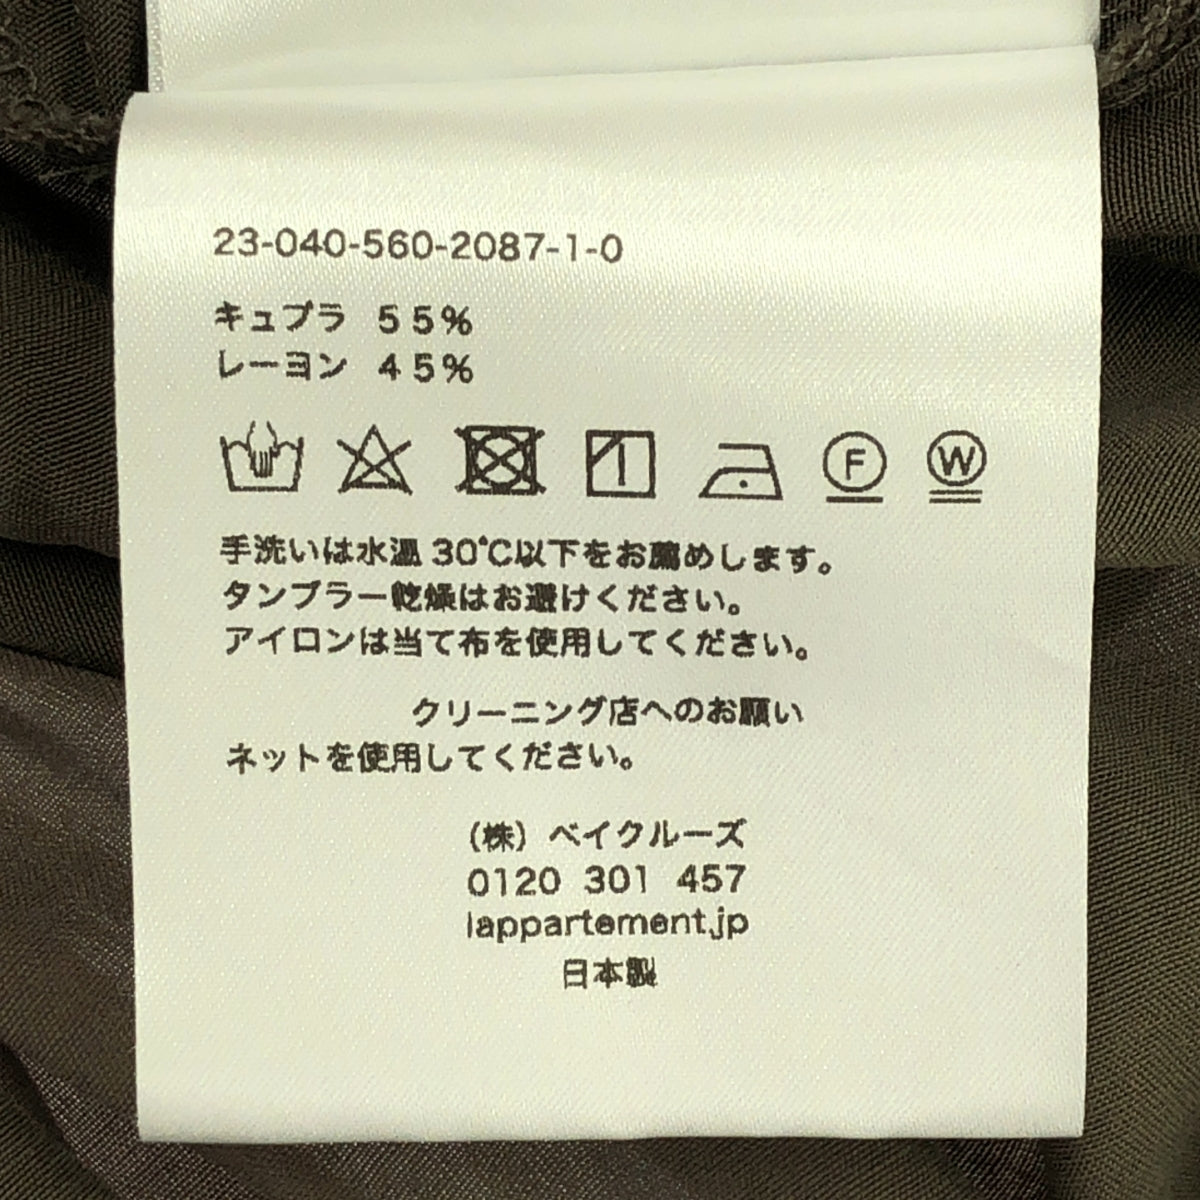 23-040-560-2087-1-0
キュプラ 55%
レーヨン 45%
F W
手洗いは水温30℃以下をお薦めします。
タンブラー乾燥はお避けください。
アイロンは当て布を使用してください。
クリーニング店へのお願い
ネットを使用してください。
(株)ベイクルーズ
0120 301 457
lappartement.jp
日本製